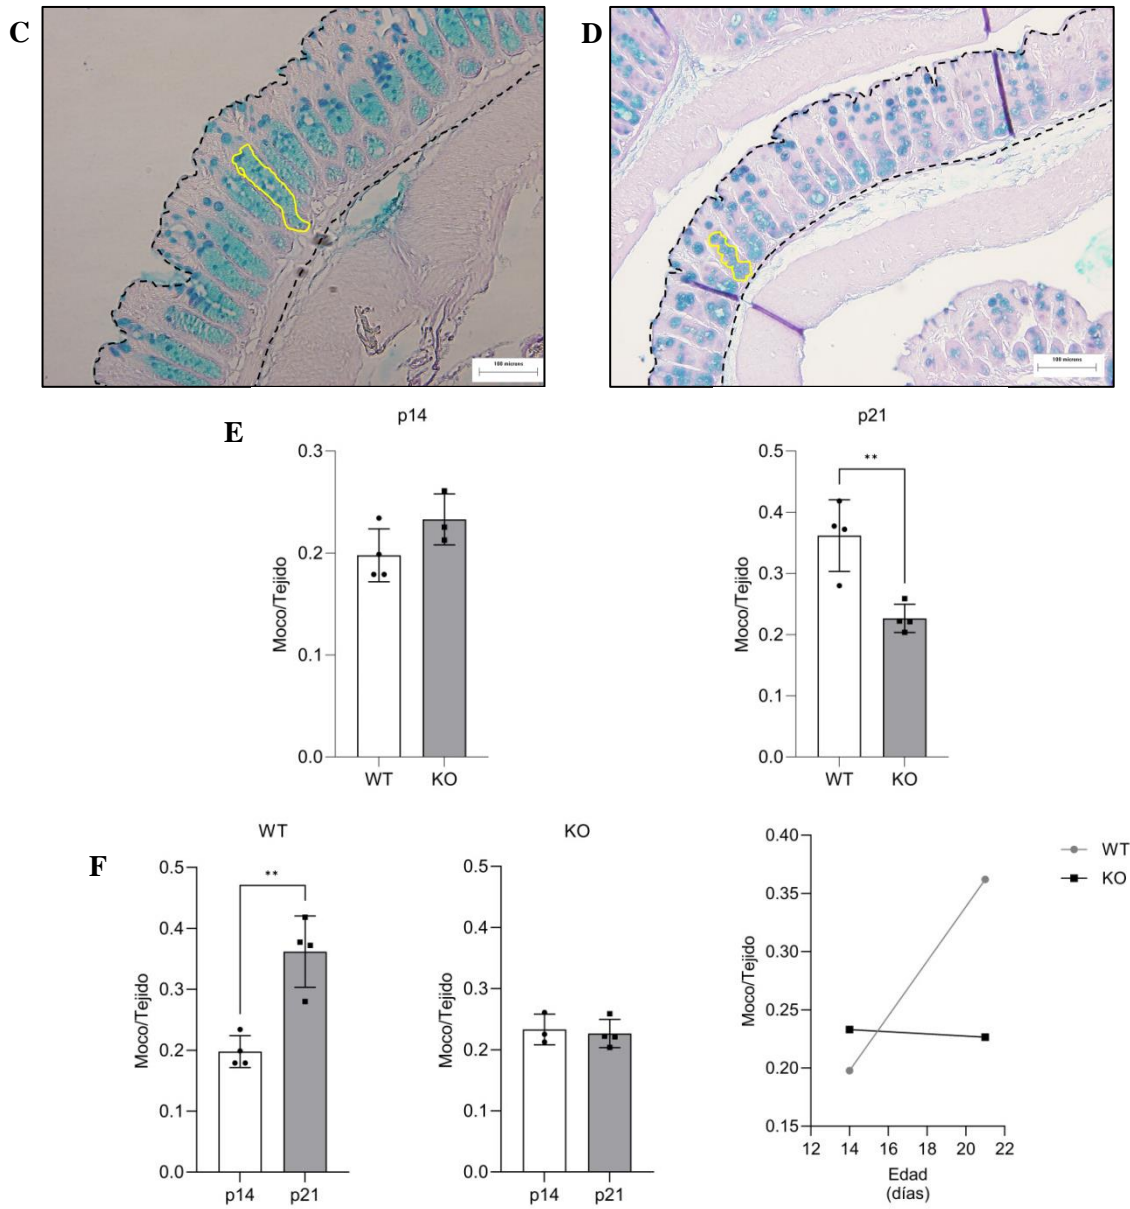 C
D
100 microns
100 microns
E
p14
0.3
0.2
0.1
0.0
Moco/Tejido
WT
KO
p21
**
0.5
0.4
0.3
0.2
0.1
0.0
Moco/Tejido
WT
KO
F
WT
**
0.5
0.4
0.3
0.2
0.1
0.0
Moco/Tejido
p14
p21
KO
0.5
0.4
0.3
0.2
0.1
0.0
Moco/Tejido
p14
p21
0.40
0.35
0.30
0.25
0.20
0.15
Moco/Tejido
12 14 16 18 20 22
Edad
(días)
WT
KO